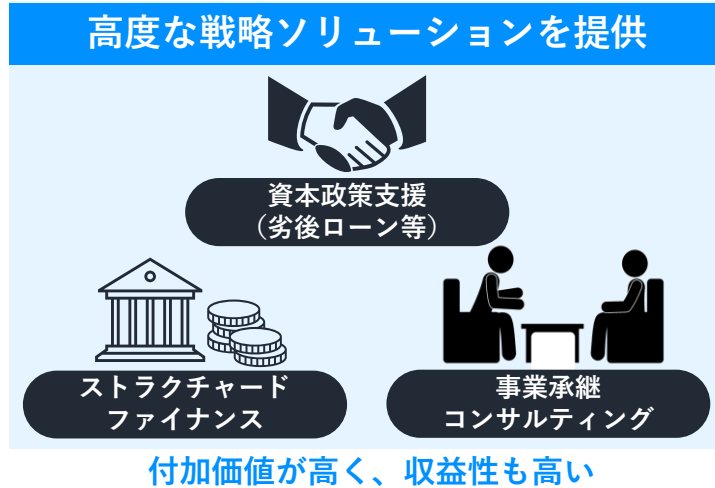 高度な戦略ソリューションを提供
資本政策支援
（劣後ローン等）
ストラクチャード
ファイナンス
事業承継
コンサルティング
付加価値が高く、収益性も高い